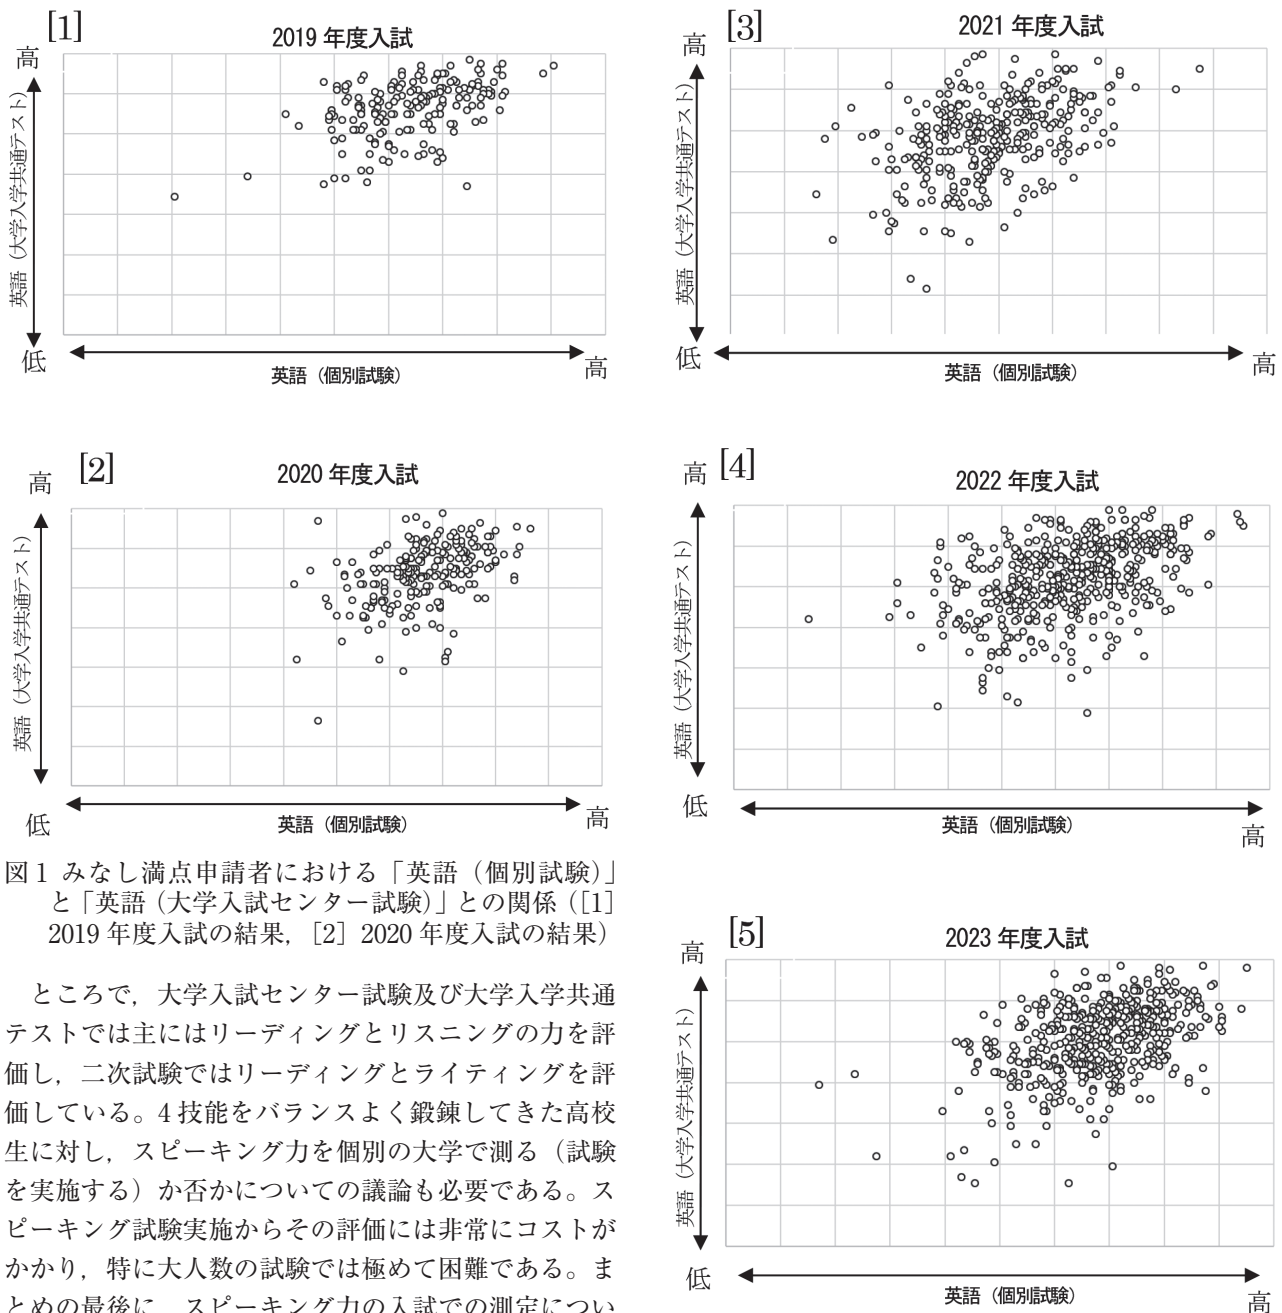 [1]
2019 年度入試
高
英語（大学入学共通テスト）
低
英語（個別試験）
高
[2]
2020 年度入試
高
英語（大学入学共通テスト）
低
英語（個別試験）
高
図１ みなし満点申請者における「英語（個別試験）」
と「英語（大学入試センター試験）」との関係（[1]
2019 年度入試の結果，[2] 2020 年度入試の結果）
ところで，大学入試センター試験及び大学入学共通
テストでは主にはリーディングとリスニングの力を評
価し，二次試験ではリーディングとライティングを評
価している。4 技能をバランスよく鍛錬してきた高校
生に対し，スピーキング力を個別の大学で測る（試験
を実施する）か否かについての議論も必要である。ス
ピーキング試験実施からその評価には非常にコストが
かかり，特に大人数の試験では極めて困難である。ま
とめの最後に，スピーキング力の入試での測定につい
[3]
2021 年度入試
高
英語（大学入学共通テスト）
低
英語（個別試験）
高
[4]
2022 年度入試
高
英語（大学入学共通テスト）
低
英語（個別試験）
高
[5]
2023 年度入試
高
英語（大学入学共通テスト）
低
英語（個別試験）
高